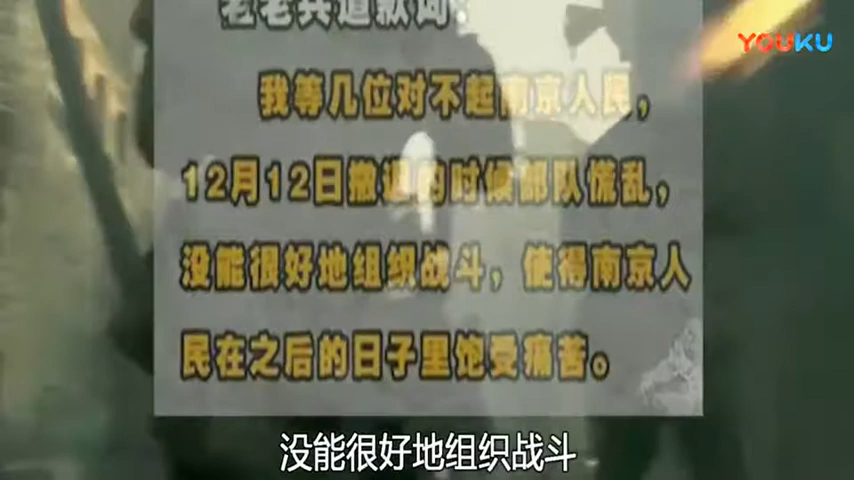 YOUKU
老老兵道歉词:
我等几位对不起南京人民，
12月12日撤退的时候部队慌乱，
没能很好地组织战斗，使得南京人
民在之后的日子里饱受痛苦。
没能很好地组织战斗